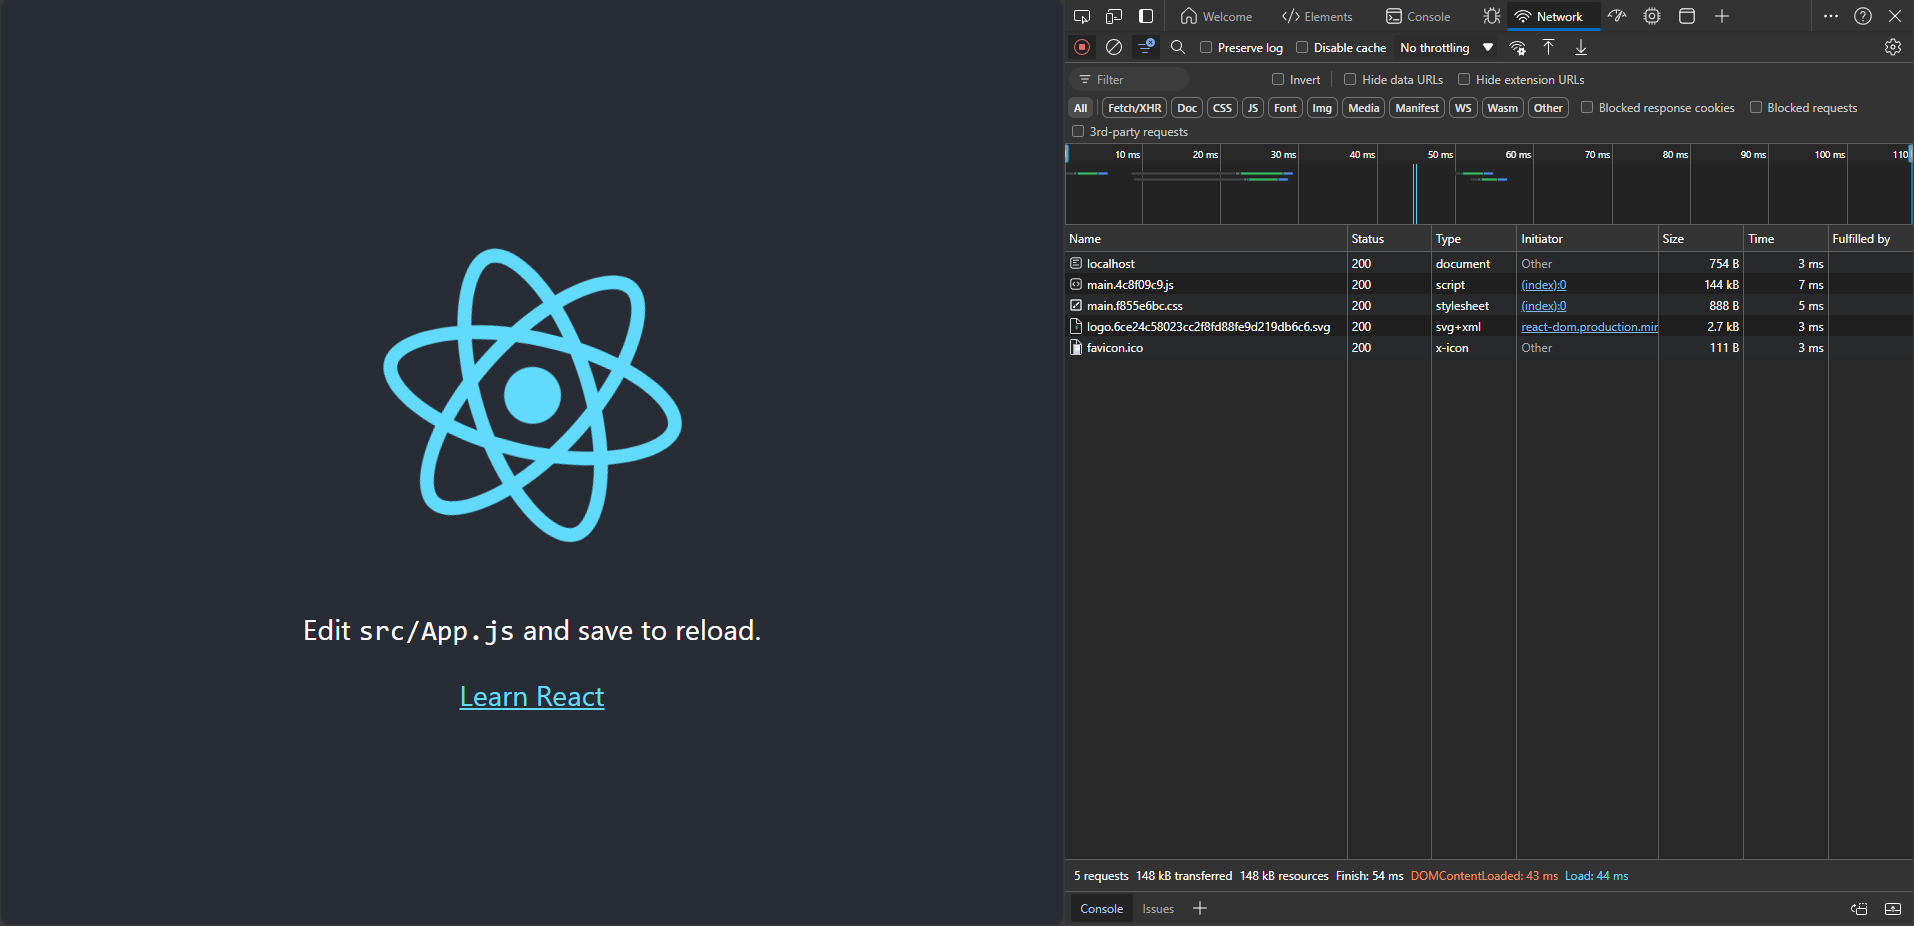 Edit src/App.js and save to reload.
Learn React
Welcome
Elements
Console
Network
Preserve log
Disable cache
No throttling
Filter
Invert
Hide data URLs
Hide extension URLs
All
Fetch/XHR
Doc
CSS
JS
Font
Img
Media
Manifest
WS
Wasm
Other
Blocked response cookies
Blocked requests
3rd-party requests
10 ms
20 ms
30 ms
40 ms
50 ms
60 ms
70 ms
80 ms
90 ms
100 ms
110
Name Status Type Initiator Size Time Fulfilled by
localhost 200 document Other 754 B 3 ms
main.4c8f09c9.js 200 script (index):0 144 kB 7 ms
main.f855e6bc.css 200 stylesheet (index):0 888 B 5 ms
logo.6ce24c58023cc2f8fd88fe9d219db6c6.svg 200 svg+xml react-dom.production.mir 2.7 kB 3 ms
favicon.ico 200 x-icon Other 111 B 3 ms
5 requests 148 kB transferred 148 kB resources Finish: 54 ms DOMContentLoaded: 43 ms Load: 44 ms
Console
Issues